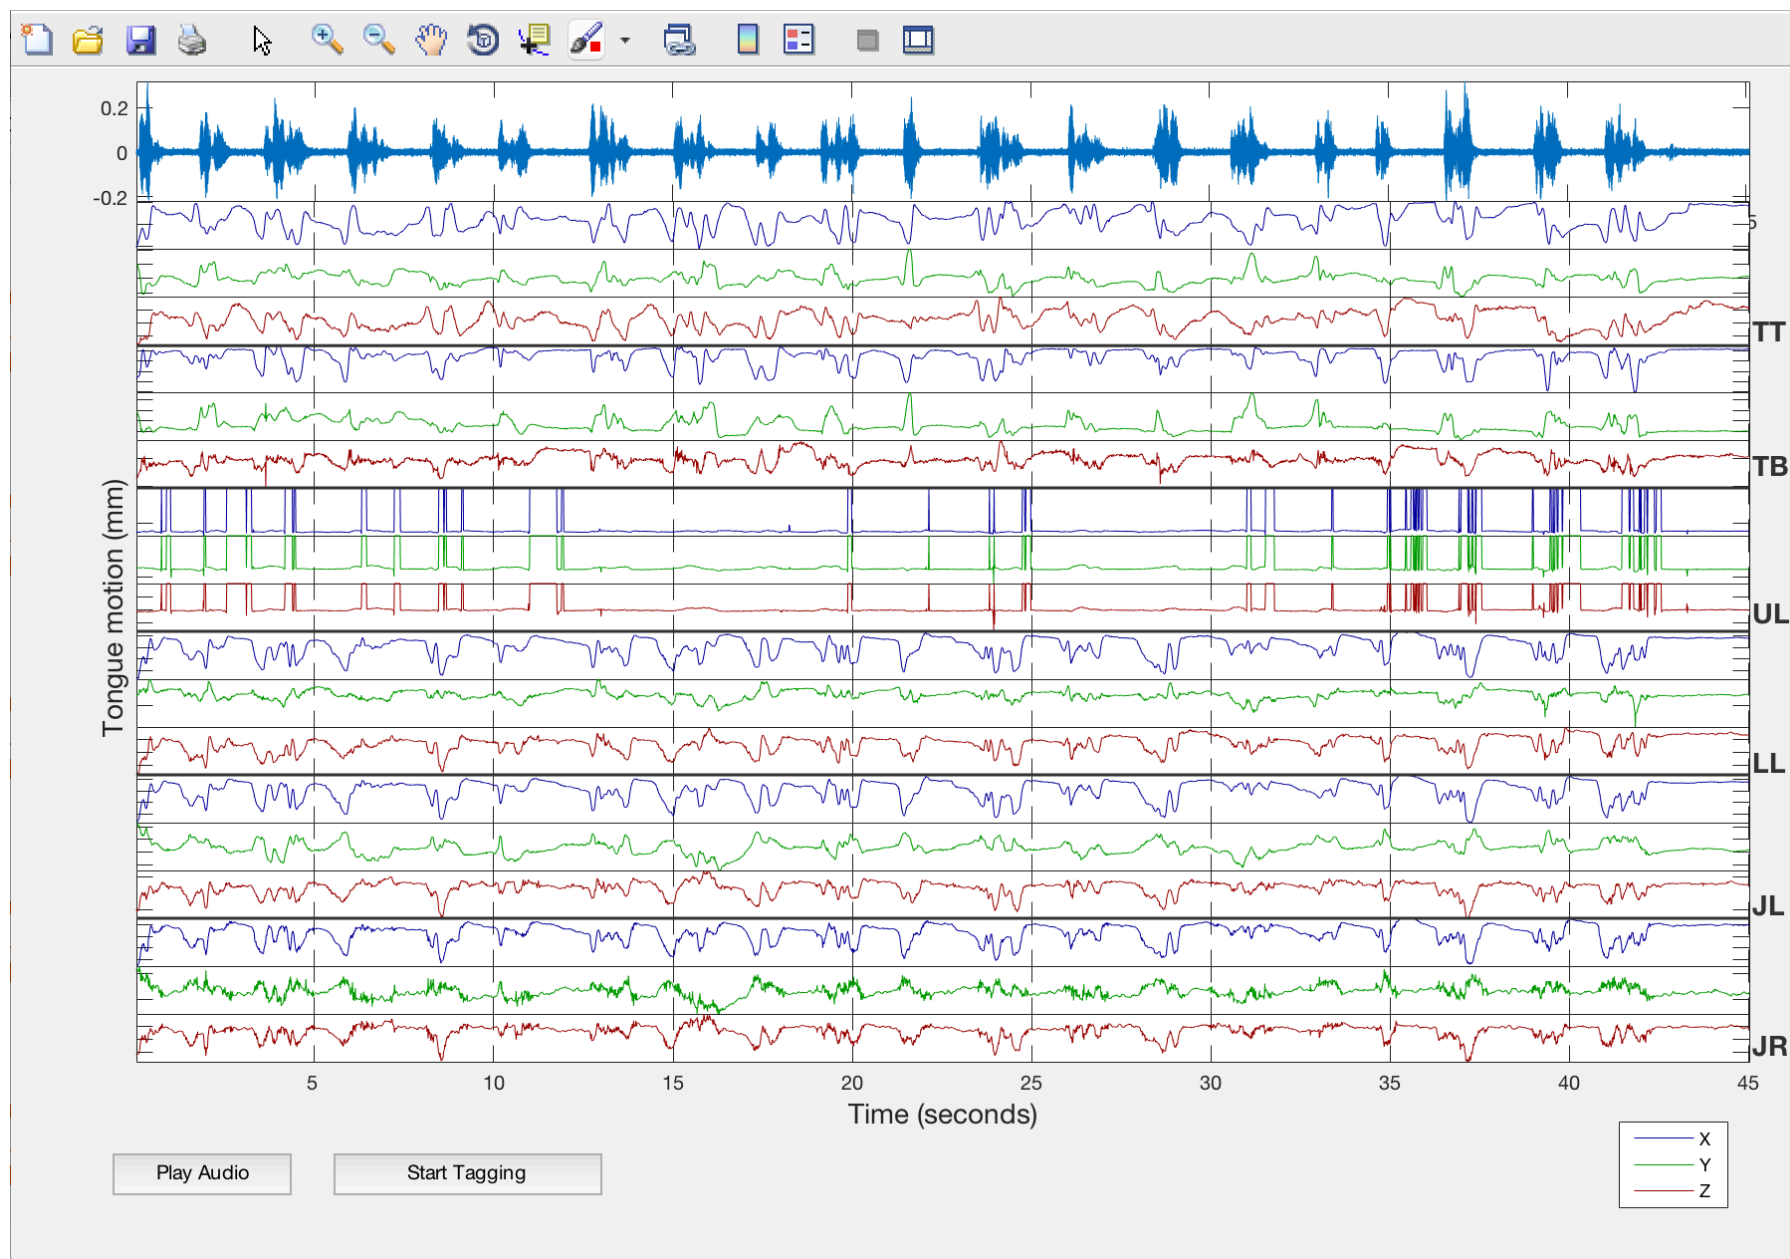 0.2
0
-0.2
5
TT
TB
UL
LL
JL
JR
Tongue motion (mm)
5 10 15 20 25 30 35 40 45
Time (seconds)
X
Y
Z
Play Audio
Start Tagging